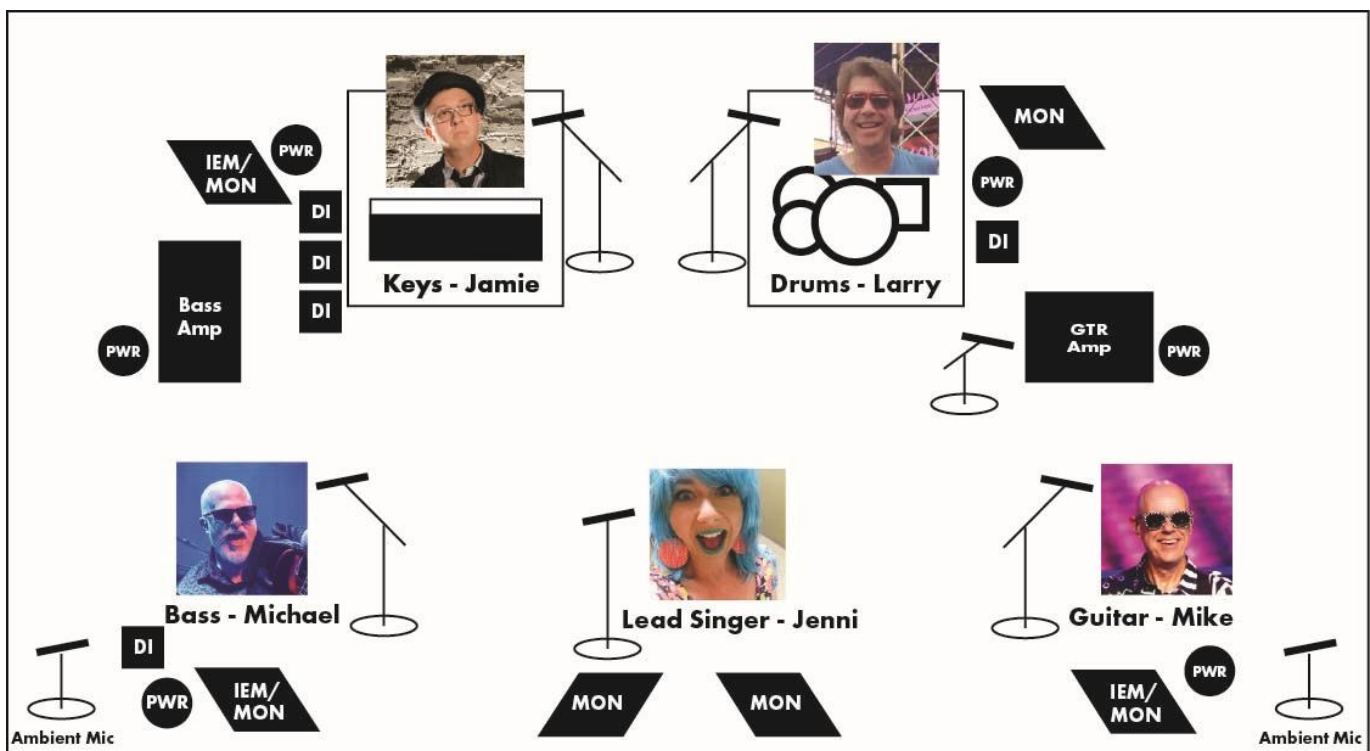 MON
PWR
IEM/
MON
PWR
DI
DI
DI
DI
Keys - Jamie
Drums - Larry
Bass
Amp
PWR
GTR
Amp
PWR
Bass - Michael
Lead Singer - Jenni
Guitar - Mike
DI
PWR
IEM/
MON
MON
MON
IEM/
MON
PWR
Ambient Mic
Ambient Mic